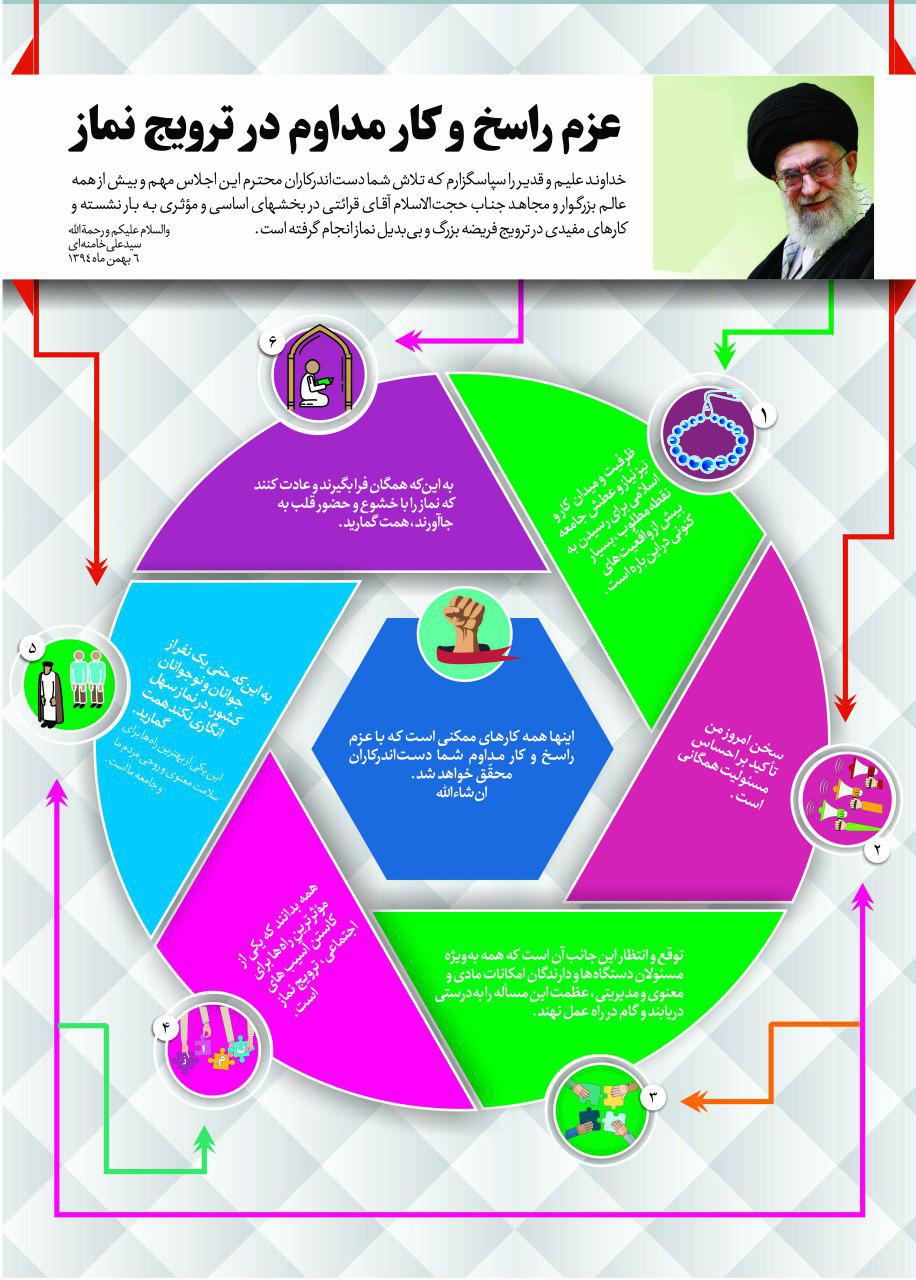 عزم راسخ و کار مداوم در ترویج نماز
خداوند علیم و قدیر را سپاسگزارم که تلاش شما دست‌اندرکاران محترم این اجلاس مهم و بیش از همه
عالم بزرگوار و مجاهد جناب حجت‌الاسلام آقای قرائتی در بخشهای اساسی و مؤثری به بار نشسته و
کارهای مفیدی در ترویج فریضه بزرگ و بی‌بدیل نماز انجام گرفته است.
والسلام علیکم و رحمة‌الله
سیدعلی خامنه‌ای
۶ بهمن ماه ۱۳۹۴
۱
ظرفیت و میدان کار و
نیز نیاز و عطش جامعه
اسلامی برای رسیدن به
نقطه مطلوب، بسیار
بیش از واقعیت‌های
کنونی در این باره است.
۲
سخن امروز من
تأکید بر احساس
مسئولیت همگانی
است.
۳
توقع و انتظار این جانب آن است که همه به‌ویژه
مسئولان دستگاه‌ها و دارندگان امکانات مادی و
معنوی و مدیریتی، عظمت این مسأله را به‌درستی
دریابند و گام در راه عمل نهند.
۴
همه بدانند که یکی از
مؤثرترین راه‌ها برای
کاستن آسیب های
اجتماعی، ترویج نماز
است.
ن
م
ا
ز
۵
به این‌که حتی یک نفر از
جوانان و نوجوانان
کشور، در نماز سهل
انگاری نکند همت
گمارید.
این یکی از بهترین راه‌ها برای
سلامت معنوی و روحی مردم ما
و جامعه ما است.
۶
به این‌که همگان فرا بگیرند و عادت کنند
که نماز را با خشوع و حضور قلب به
جا آورند، همت گمارید.
اینها همه کارهای ممکنی است که با عزم
راسخ و کار مداوم شما دست‌اندرکاران
محقّق خواهد شد.
ان‌شاءالله